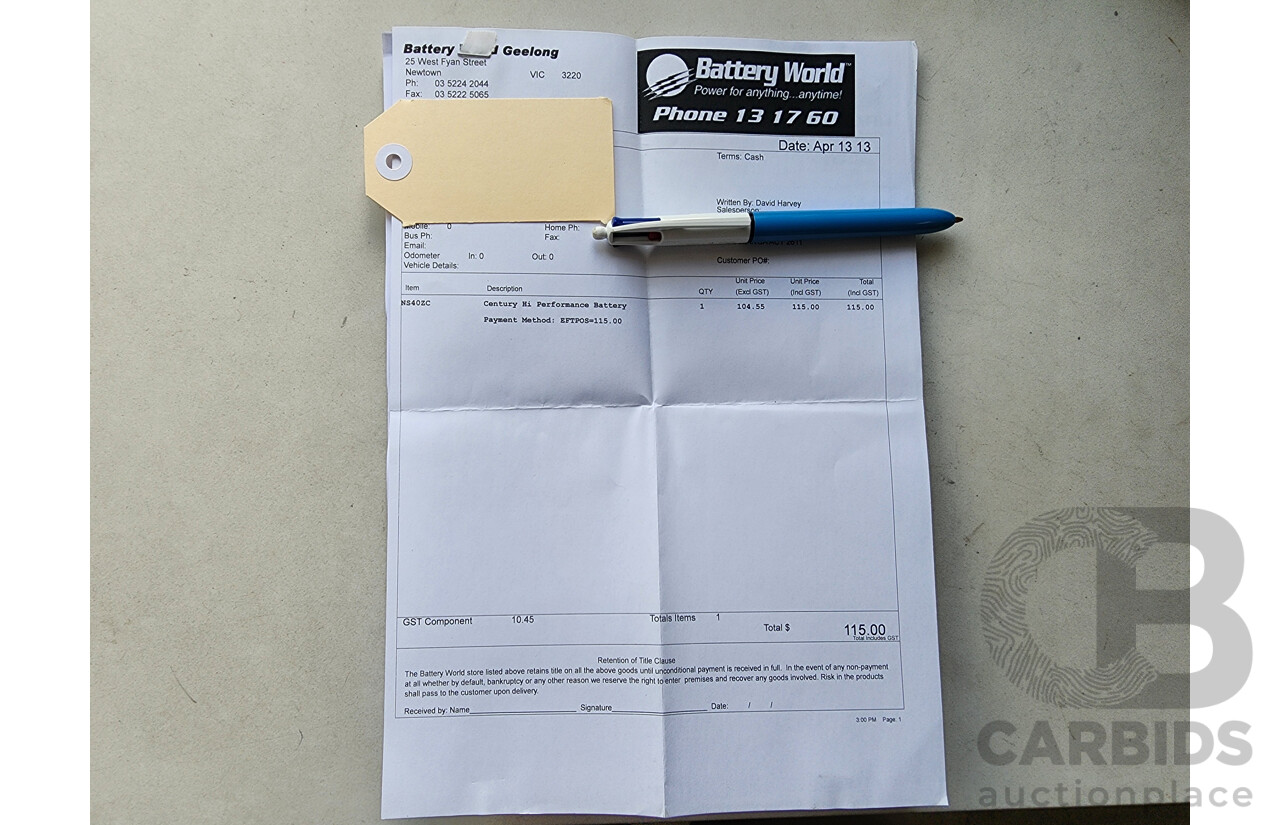 Battery Geelong
25 West Fyan Street
Newtown VIC 3220
Ph: 03 5224 2044
Fax: 03 5222 5065
Battery World™
Power for anything...anytime!
Phone 13 17 60
Date: Apr 13 13
Terms: Cash
Written By: David Harvey
Salesperson
Mobile: 0 Home Ph:
Bus Ph: Fax:
Email:
Odometer In: 0 Out: 0
Vehicle Details:
2011
Customer PO#:
Item Description QTY Unit Price (Excl GST) Unit Price (Incl GST) Total (Incl GST)
NS40ZC Century Hi Performance Battery 1 104.55 115.00 115.00
Payment Method: EFTPOS=115.00
GST Component 10.45 Totals Items 1
Total $ 115.00
Total Includes GST
Retention of Title Clause
The Battery World store listed above retains title on all the above goods until unconditional payment is received in full. In the event of any non-payment
at all whether by default, bankruptcy or any other reason we reserve the right to enter premises and recover any goods involved. Risk in the products
shall pass to the customer upon delivery.
Received by: Name Signature Date: / /
3:00 PM Page: 1
CB
CARBIDS
auctionplace